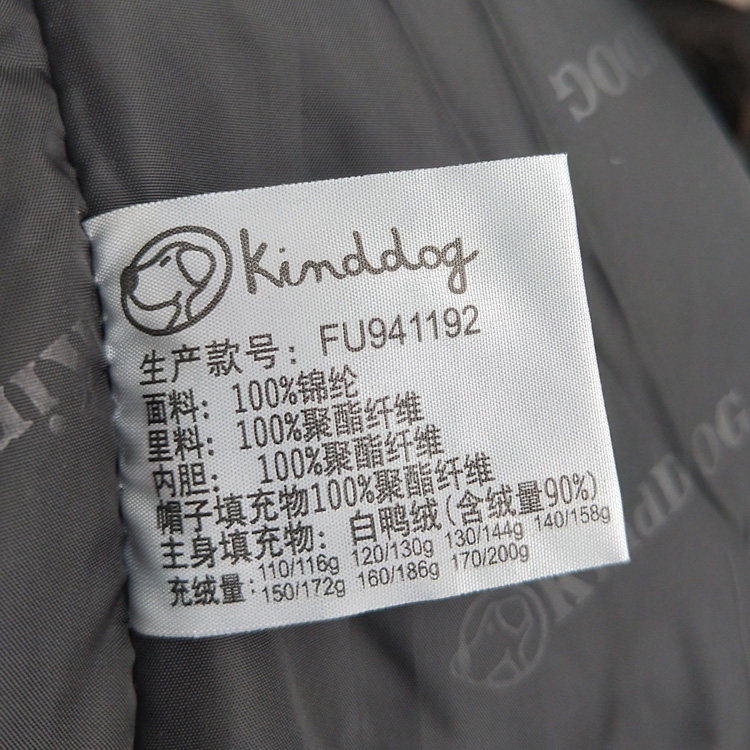 Kinddog
生产款号：FU941192
面料：100%锦纶
里料：100%聚酯纤维
内胆：100%聚酯纤维
帽子填充物100%聚酯纤维
主身填充物：白鸭绒(含绒量90%)
充绒量：110/116g 120/130g 130/144g 140/158g
150/172g 160/186g 170/200g
KINDDOG